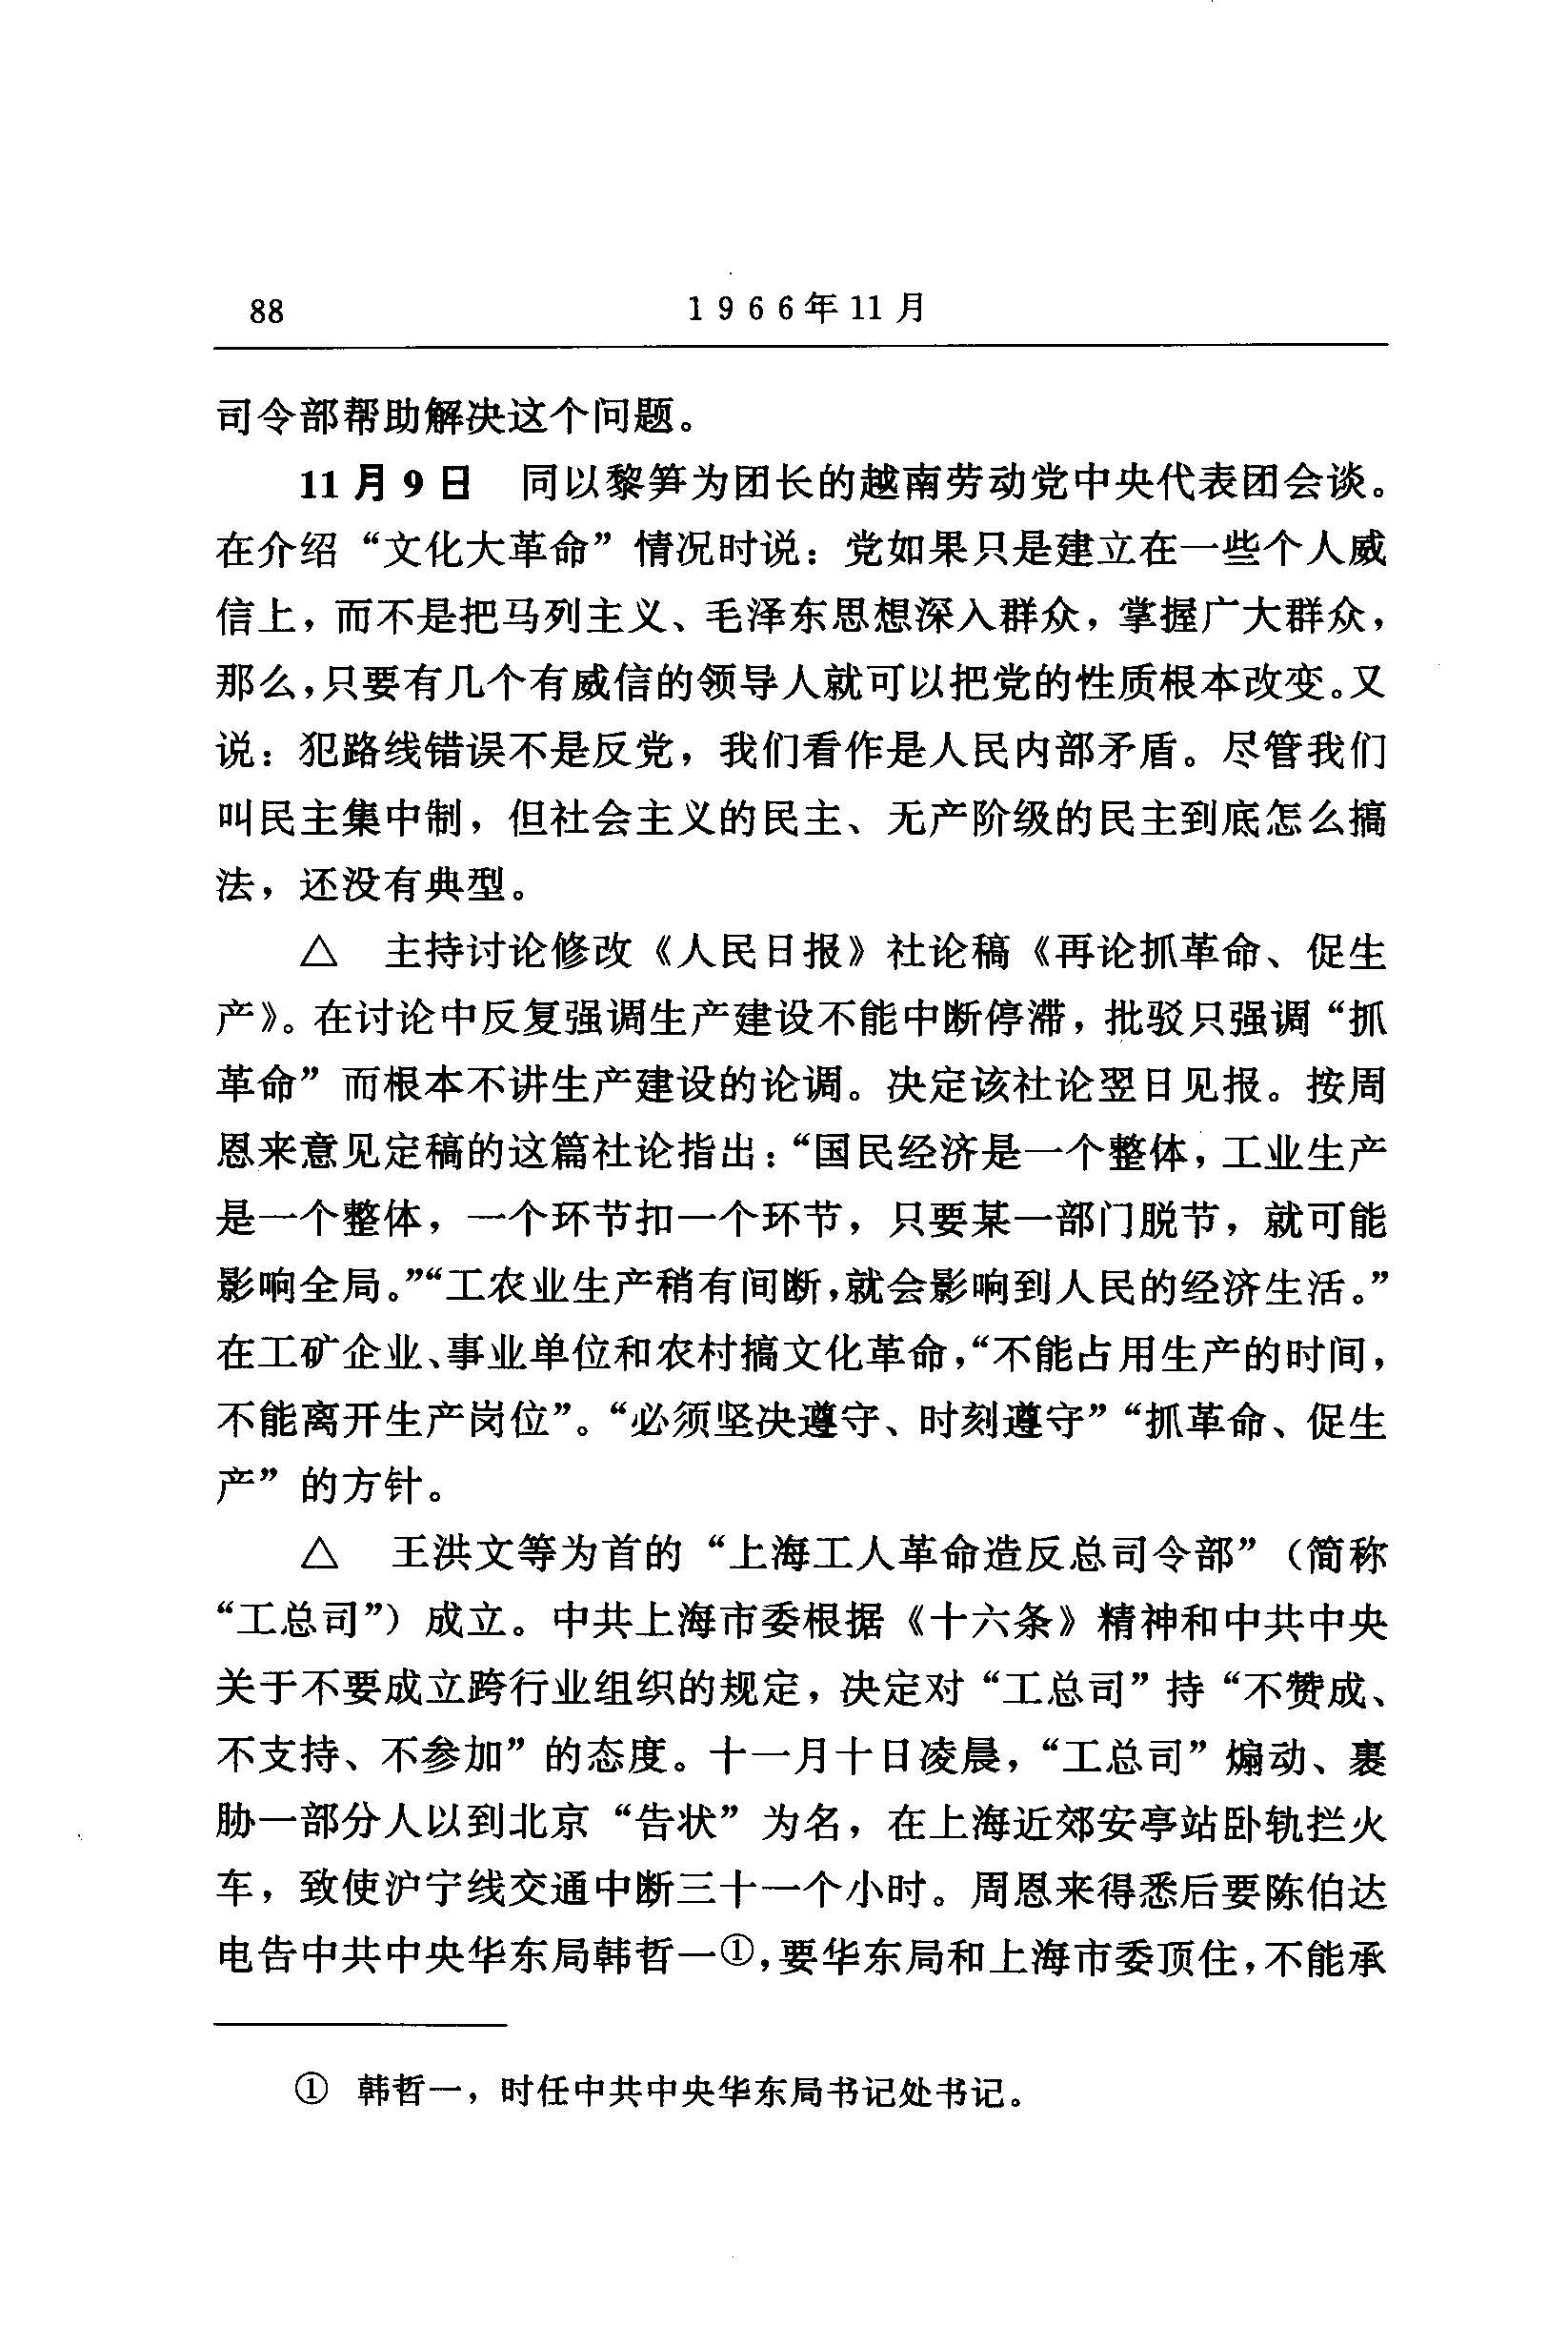 88
1966年11月
司令部帮助解决这个问题。
11月9日 同以黎笋为团长的越南劳动党中央代表团会谈。
在介绍“文化大革命”情况时说：党如果只是建立在一些个人威
信上，而不是把马列主义、毛泽东思想深入群众，掌握广大群众，
那么，只要有几个有威信的领导人就可以把党的性质根本改变。又
说：犯路线错误不是反党，我们看作是人民内部矛盾。尽管我们
叫民主集中制，但社会主义的民主、无产阶级的民主到底怎么搞
法，还没有典型。
△ 主持讨论修改《人民日报》社论稿《再论抓革命、促生
产》。在讨论中反复强调生产建设不能中断停滞，批驳只强调“抓
革命”而根本不讲生产建设的论调。决定该社论翌日见报。按周
恩来意见定稿的这篇社论指出：“国民经济是一个整体，工业生产
是一个整体，一个环节扣一个环节，只要某一部门脱节，就可能
影响全局。”“工农业生产稍有间断，就会影响到人民的经济生活。”
在工矿企业、事业单位和农村搞文化革命，“不能占用生产的时间，
不能离开生产岗位”。“必须坚决遵守、时刻遵守”“抓革命、促生
产”的方针。
△ 王洪文等为首的“上海工人革命造反总司令部”（简称
“工总司”）成立。中共上海市委根据《十六条》精神和中共中央
关于不要成立跨行业组织的规定，决定对“工总司”持“不赞成、
不支持、不参加”的态度。十一月十日凌晨，“工总司”煽动、裹
胁一部分人以到北京“告状”为名，在上海近郊安亭站卧轨拦火
车，致使沪宁线交通中断三十一个小时。周恩来得悉后要陈伯达
电告中共中央华东局韩哲一①，要华东局和上海市委顶住，不能承
① 韩哲一，时任中共中央华东局书记处书记。